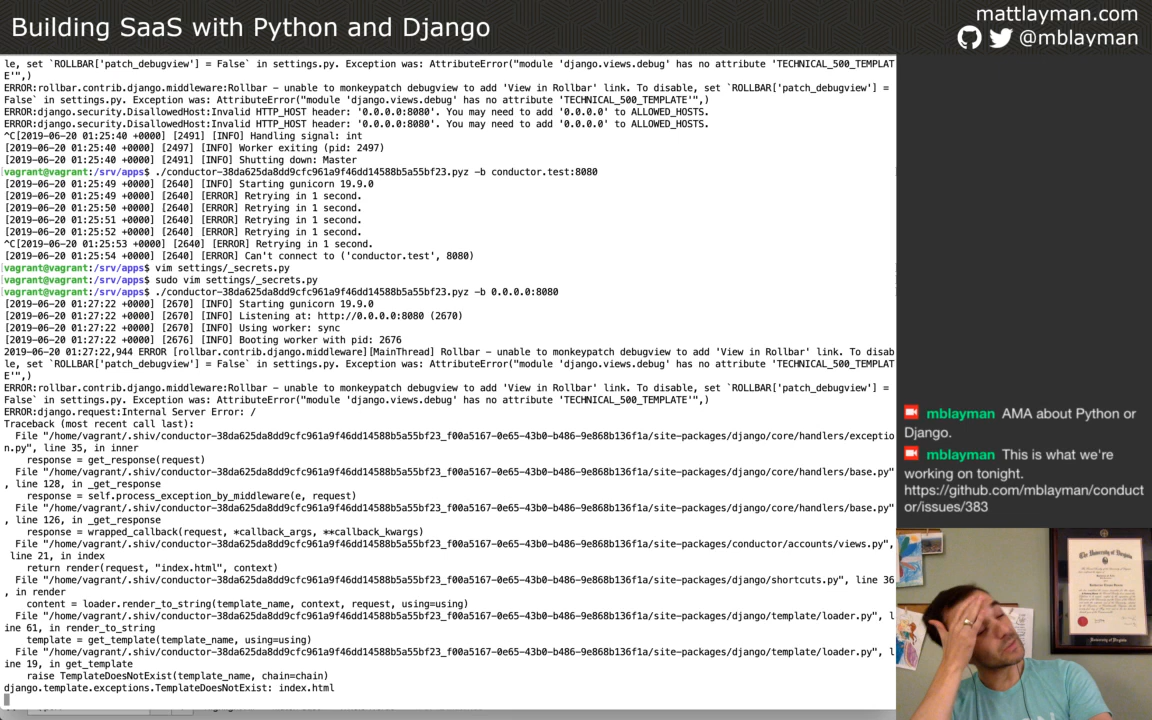 Building SaaS with Python and Django
mattlayman.com
@mblayman
le, set `ROLLBAR['patch_debugview'] = False` in settings.py. Exception was: AttributeError("module 'django.views.debug' has no attribute 'TECHNICAL_500_TEMPLAT
E'",)
ERROR:rollbar.contrib.django.middleware:Rollbar - unable to monkeypatch debugview to add 'View in Rollbar' link. To disable, set `ROLLBAR['patch_debugview'] =
False` in settings.py. Exception was: AttributeError("module 'django.views.debug' has no attribute 'TECHNICAL_500_TEMPLATE'",)
ERROR:django.security.DisallowedHost:Invalid HTTP_HOST header: '0.0.0.0:8080'. You may need to add '0.0.0.0' to ALLOWED_HOSTS.
ERROR:django.security.DisallowedHost:Invalid HTTP_HOST header: '0.0.0.0:8080'. You may need to add '0.0.0.0' to ALLOWED_HOSTS.
^C[2019-06-20 01:25:40 +0000] [2491] [INFO] Handling signal: int
[2019-06-20 01:25:40 +0000] [2497] [INFO] Worker exiting (pid: 2497)
[2019-06-20 01:25:40 +0000] [2491] [INFO] Shutting down: Master
vagrant@vagrant:/srv/apps$ ./conductor-38da625da8dd9cfc961a9f46dd14588b5a55bf23.pyz -b conductor.test:8080
[2019-06-20 01:25:49 +0000] [2640] [INFO] Starting gunicorn 19.9.0
[2019-06-20 01:25:49 +0000] [2640] [ERROR] Retrying in 1 second.
[2019-06-20 01:25:50 +0000] [2640] [ERROR] Retrying in 1 second.
[2019-06-20 01:25:51 +0000] [2640] [ERROR] Retrying in 1 second.
[2019-06-20 01:25:52 +0000] [2640] [ERROR] Retrying in 1 second.
^C[2019-06-20 01:25:53 +0000] [2640] [ERROR] Retrying in 1 second.
[2019-06-20 01:25:54 +0000] [2640] [ERROR] Can't connect to ('conductor.test', 8080)
vagrant@vagrant:/srv/apps$ vim settings/_secrets.py
vagrant@vagrant:/srv/apps$ sudo vim settings/_secrets.py
vagrant@vagrant:/srv/apps$ ./conductor-38da625da8dd9cfc961a9f46dd14588b5a55bf23.pyz -b 0.0.0.0:8080
[2019-06-20 01:27:22 +0000] [2670] [INFO] Starting gunicorn 19.9.0
[2019-06-20 01:27:22 +0000] [2670] [INFO] Listening at: http://0.0.0.0:8080 (2670)
[2019-06-20 01:27:22 +0000] [2670] [INFO] Using worker: sync
[2019-06-20 01:27:22 +0000] [2676] [INFO] Booting worker with pid: 2676
2019-06-20 01:27:22,944 ERROR [rollbar.contrib.django.middleware][MainThread] Rollbar - unable to monkeypatch debugview to add 'View in Rollbar' link. To disab
le, set `ROLLBAR['patch_debugview'] = False` in settings.py. Exception was: AttributeError("module 'django.views.debug' has no attribute 'TECHNICAL_500_TEMPLAT
E'",)
ERROR:rollbar.contrib.django.middleware:Rollbar - unable to monkeypatch debugview to add 'View in Rollbar' link. To disable, set `ROLLBAR['patch_debugview'] =
False` in settings.py. Exception was: AttributeError("module 'django.views.debug' has no attribute 'TECHNICAL_500_TEMPLATE'",)
ERROR:django.request:Internal Server Error: /
Traceback (most recent call last):
File "/home/vagrant/.shiv/conductor-38da625da8dd9cfc961a9f46dd14588b5a55bf23_f00a5167-0e65-43b0-b486-9e868b136f1a/site-packages/django/core/handlers/exceptio
n.py", line 35, in inner
response = get_response(request)
File "/home/vagrant/.shiv/conductor-38da625da8dd9cfc961a9f46dd14588b5a55bf23_f00a5167-0e65-43b0-b486-9e868b136f1a/site-packages/django/core/handlers/base.py"
, line 128, in _get_response
response = self.process_exception_by_middleware(e, request)
File "/home/vagrant/.shiv/conductor-38da625da8dd9cfc961a9f46dd14588b5a55bf23_f00a5167-0e65-43b0-b486-9e868b136f1a/site-packages/django/core/handlers/base.py"
, line 126, in _get_response
response = wrapped_callback(request, *callback_args, **callback_kwargs)
File "/home/vagrant/.shiv/conductor-38da625da8dd9cfc961a9f46dd14588b5a55bf23_f00a5167-0e65-43b0-b486-9e868b136f1a/site-packages/conductor/accounts/views.py",
line 21, in index
return render(request, "index.html", context)
File "/home/vagrant/.shiv/conductor-38da625da8dd9cfc961a9f46dd14588b5a55bf23_f00a5167-0e65-43b0-b486-9e868b136f1a/site-packages/django/shortcuts.py", line 36
, in render
content = loader.render_to_string(template_name, context, request, using=using)
File "/home/vagrant/.shiv/conductor-38da625da8dd9cfc961a9f46dd14588b5a55bf23_f00a5167-0e65-43b0-b486-9e868b136f1a/site-packages/django/template/loader.py", l
ine 61, in render_to_string
template = get_template(template_name, using=using)
File "/home/vagrant/.shiv/conductor-38da625da8dd9cfc961a9f46dd14588b5a55bf23_f00a5167-0e65-43b0-b486-9e868b136f1a/site-packages/django/template/loader.py", l
ine 19, in get_template
raise TemplateDoesNotExist(template_name, chain=chain)
django.template.exceptions.TemplateDoesNotExist: index.html
mblayman AMA about Python or
Django.
mblayman This is what we're
working on tonight.
https://github.com/mblayman/conduct
or/issues/383
The University of Virginia